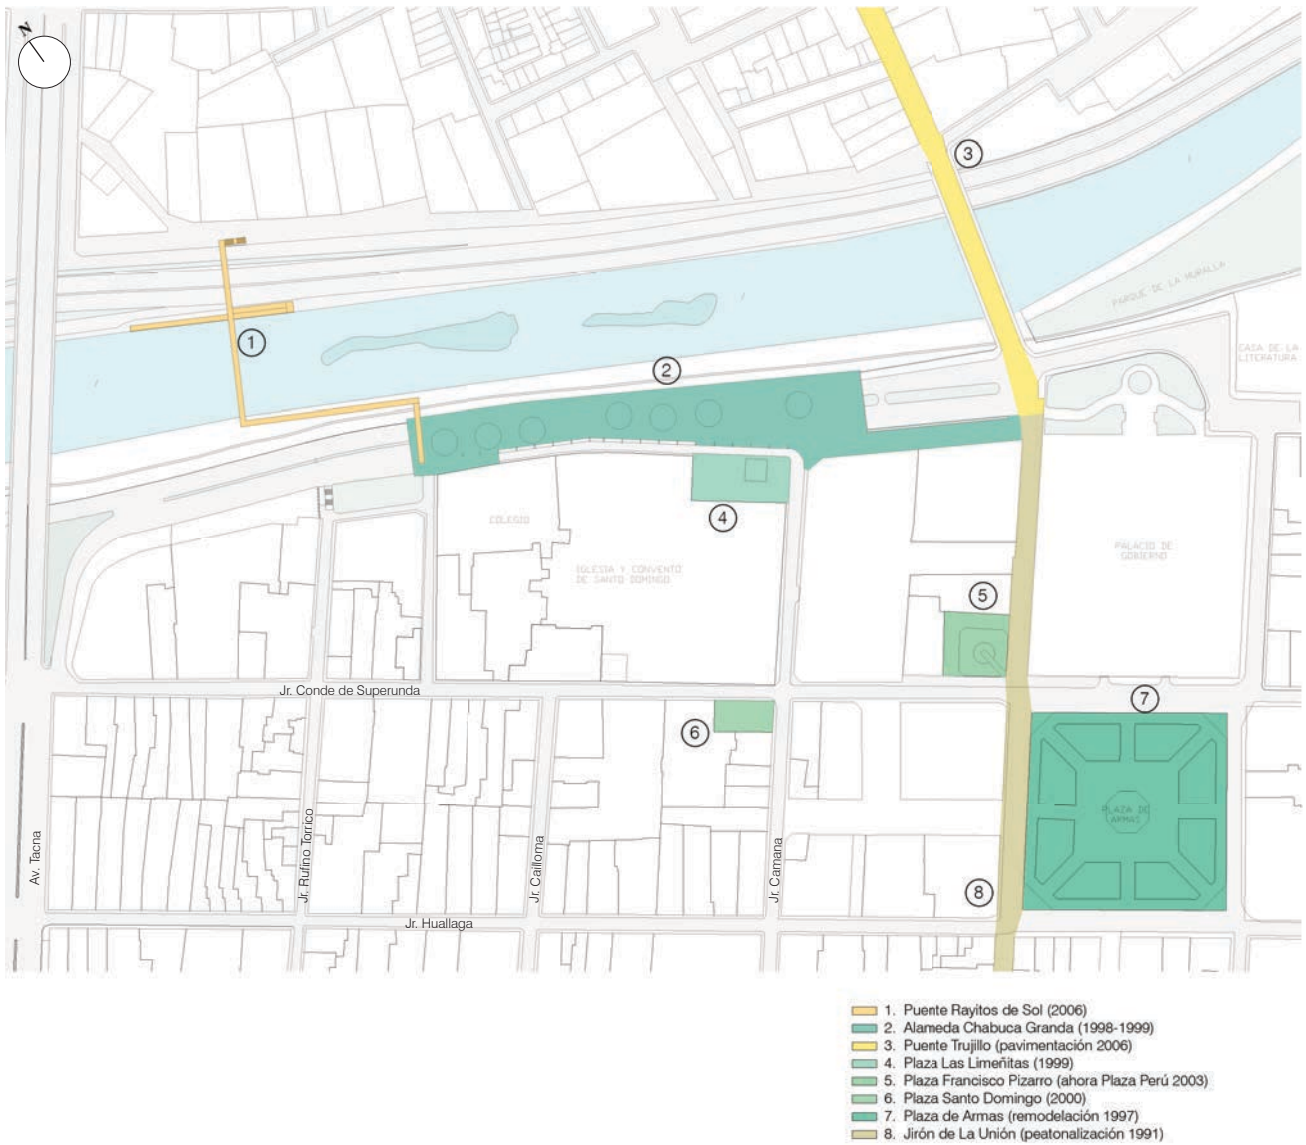 N
3
1
2
PARQUE DE LA MURALLA
CASA DE LA
LITERATURA
4
COLEGIO
IGLESIA Y CONVENTO
DE SANTO DOMINGO
PALACIO DE
GOBIERNO
5
Jr. Conde de Superunda
7
6
PLAZA DE
ARMAS
Av. Tacna
Jr. Rufino Torrico
Jr. Cailloma
Jr. Camana
8
Jr. Huallaga
1. Puente Rayitos de Sol (2006)
2. Alameda Chabuca Granda (1998-1999)
3. Puente Trujillo (pavimentación 2006)
4. Plaza Las Limeñitas (1999)
5. Plaza Francisco Pizarro (ahora Plaza Perú 2003)
6. Plaza Santo Domingo (2000)
7. Plaza de Armas (remodelación 1997)
8. Jirón de La Unión (peatonalización 1991)